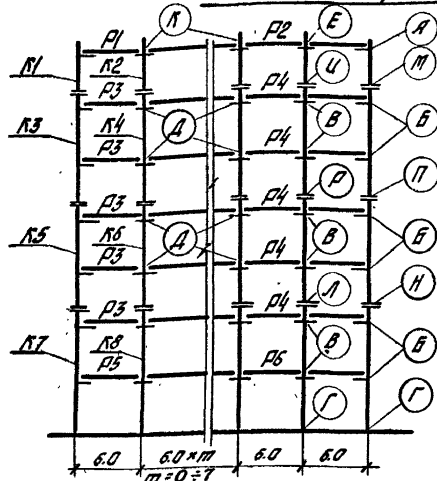 Р1 К Р2 Е Я
К1 К2 И М
Р3 Р4
К3 К4 Д В Б
Р3 Р4
Р П
Р3 Р4
К5 К6 Д В Б
Р3 Р4
Л Н
Р3 Р4
К7 К8 В Б
Р5 Р6
Г Г
6.0 6.0×m 6.0 6.0
m=0÷7